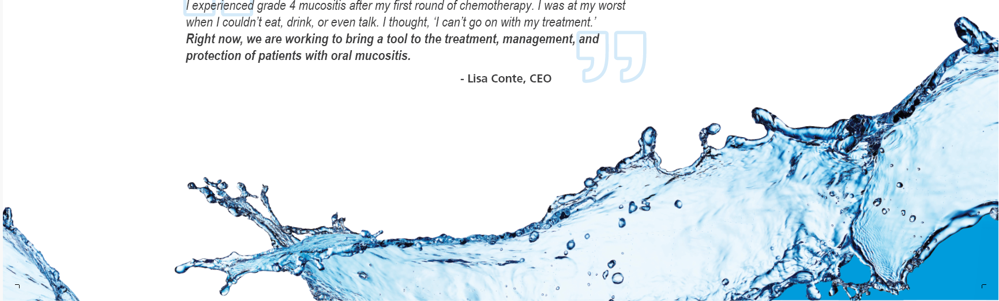 I experienced grade 4 mucositis after my first round of chemotherapy. I was at my worst
when I couldn’t eat, drink, or even talk. I thought, ‘I can’t go on with my treatment.’
Right now, we are working to bring a tool to the treatment, management, and
protection of patients with oral mucositis.
- Lisa Conte, CEO